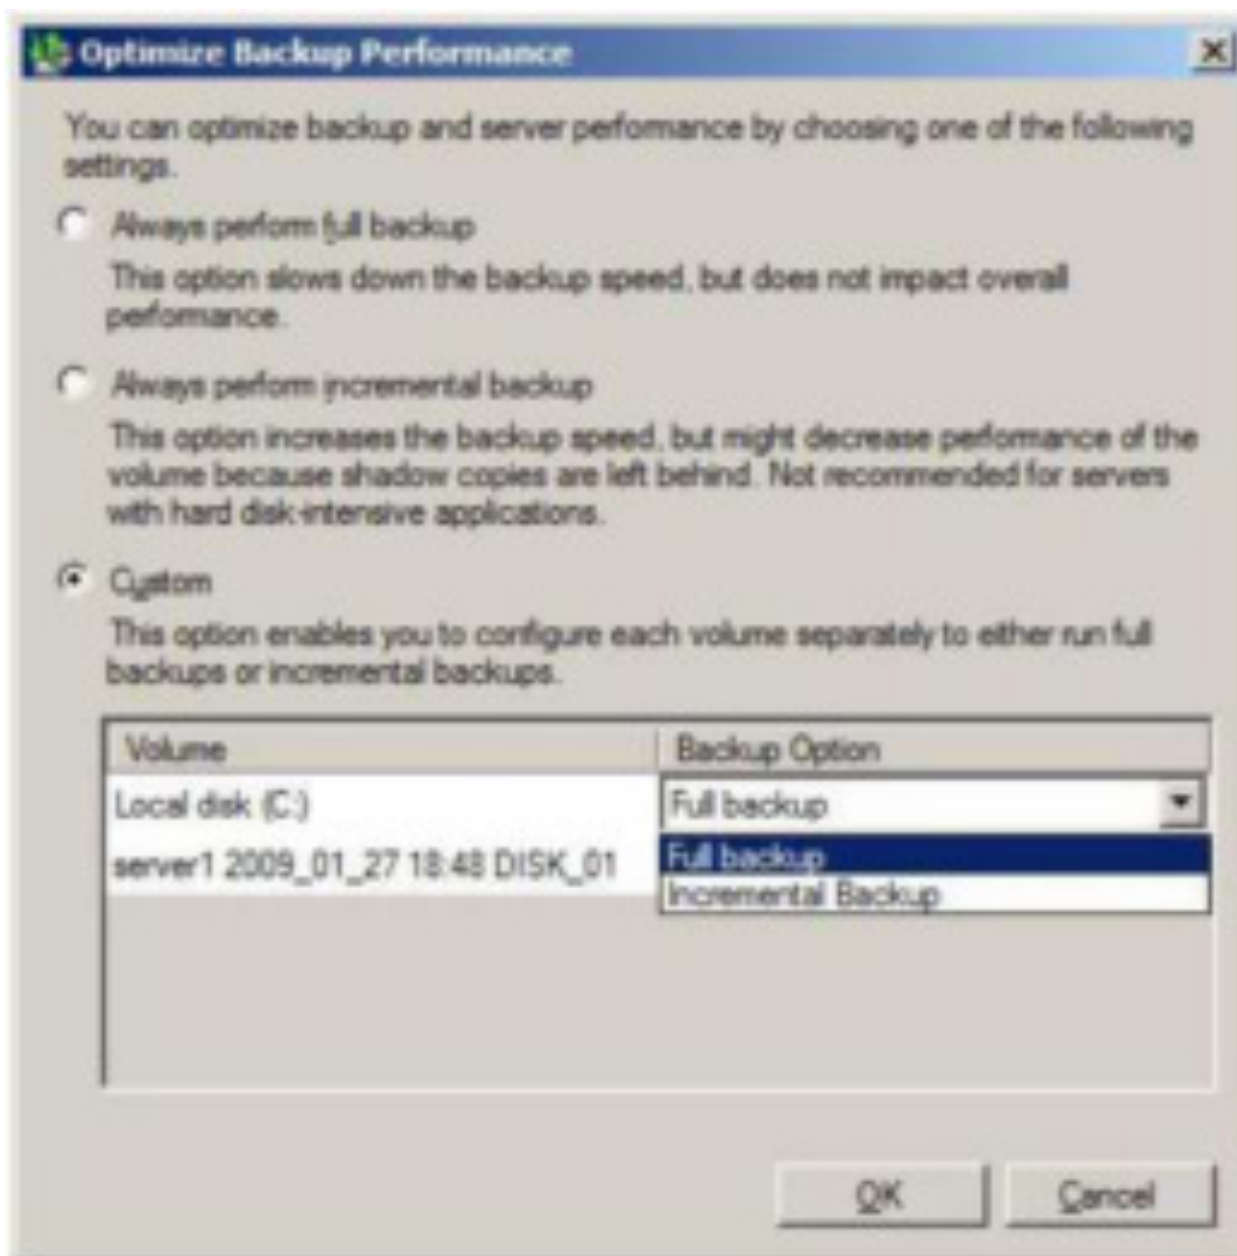 Optimize Backup Performance
You can optimize backup and server performance by choosing one of the following
settings.
Always perform full backup
This option slows down the backup speed, but does not impact overall
performance.
Always perform incremental backup
This option increases the backup speed, but might decrease performance of the
volume because shadow copies are left behind. Not recommended for servers
with hard disk-intensive applications.
Custom
This option enables you to configure each volume separately to either run full
backups or incremental backups.
Volume Backup Option
Local disk (C:) Full backup
server1 2009_01_27 18:48 DISK_01 Full backup
Incremental Backup
OK Cancel